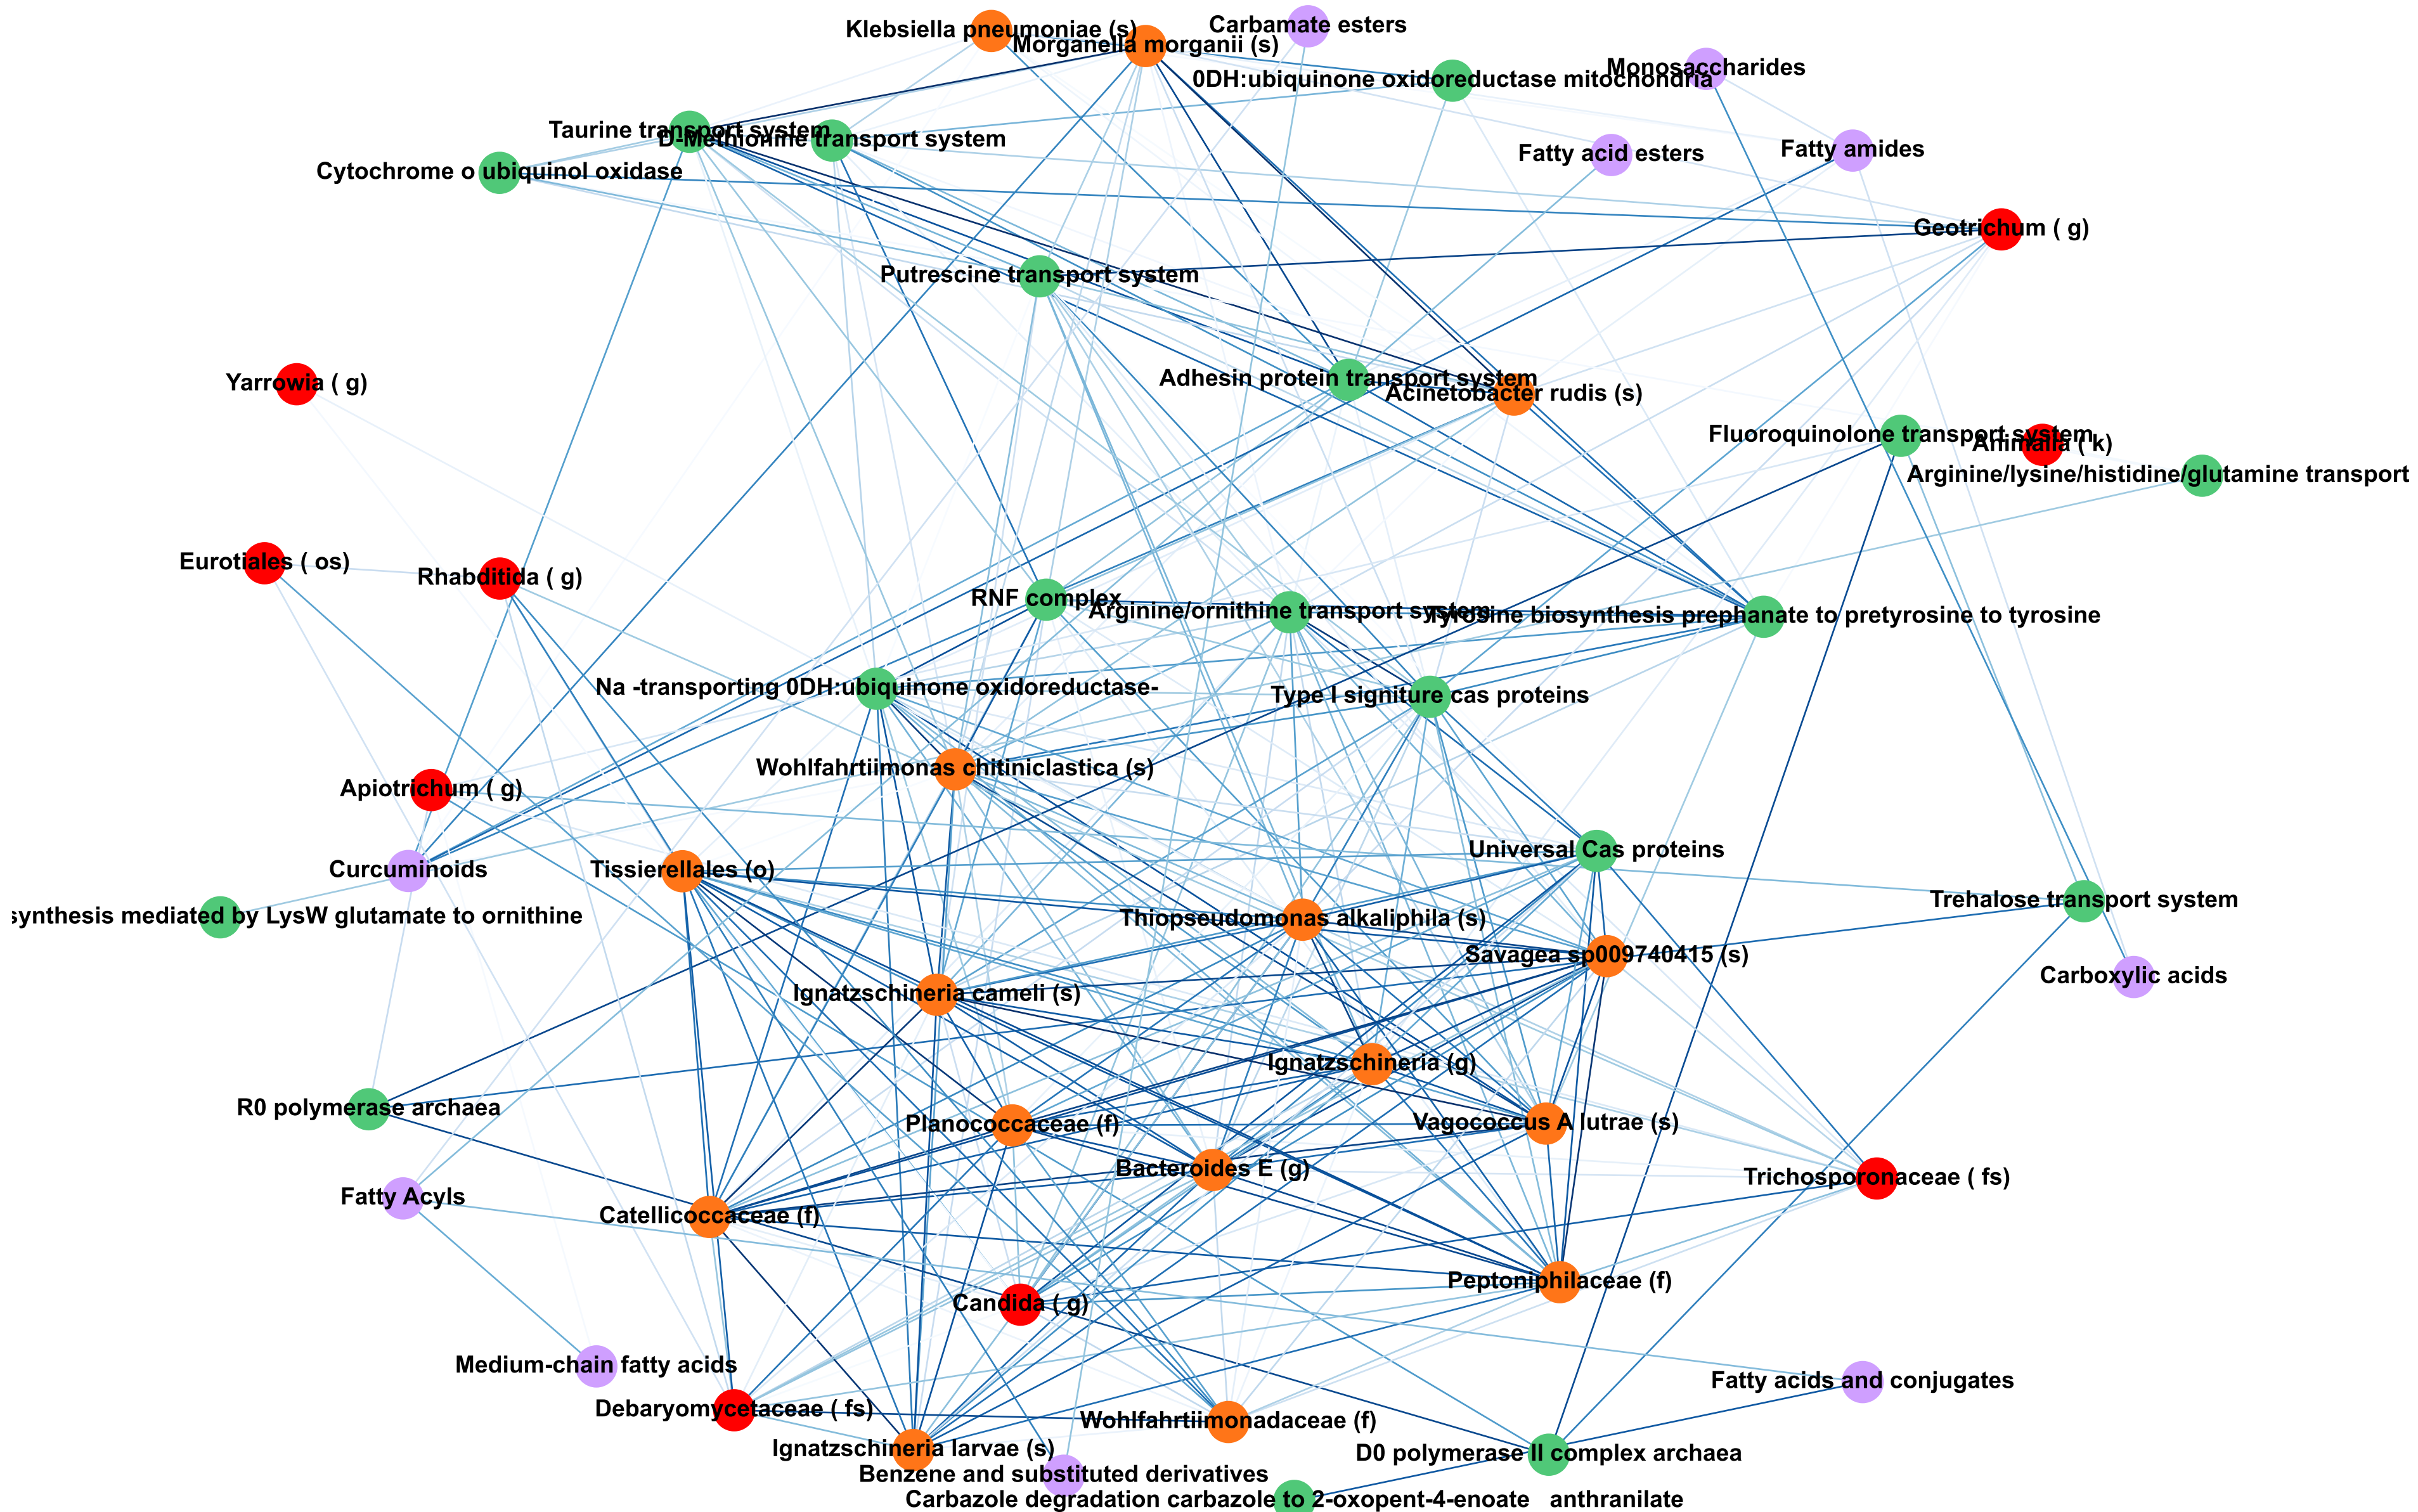 Klebsiella pneumoniae (s)
Morganella morganii (s)
Carbamate esters
Monosaccharides
0DH:ubiquinone oxidoreductase mitochondria
Taurine transport system
D-Methionine transport system
Fatty acid esters
Fatty amides
Cytochrome o ubiquinol oxidase
Geotrichum ( g)
Putrescine transport system
Yarrowia ( g)
Adhesin protein transport system
Acinetobacter rudis (s)
Fluoroquinolone transport system
Animalia ( k)
Arginine/lysine/histidine/glutamine transport
Eurotiales ( os)
Rhabditida ( g)
RNF complex
Arginine/ornithine transport system
Tyrosine biosynthesis prephanate to pretyrosine to tyrosine
Na -transporting 0DH:ubiquinone oxidoreductase-
Type I signiture cas proteins
Wohlfahrtiimonas chitiniclastica (s)
Apiotrichum ( g)
Curcuminoids
Tissierellales (o)
Universal Cas proteins
synthesis mediated by LysW glutamate to ornithine
Thiopseudomonas alkaliphila (s)
Trehalose transport system
Savagea sp009740415 (s)
Carboxylic acids
Ignatzschineria cameli (s)
Ignatzschineria (g)
R0 polymerase archaea
Planococcaceae (f)
Vagococcus A lutrae (s)
Bacteroides E (g)
Trichosporonaceae ( fs)
Fatty Acyls
Catellicoccaceae (f)
Peptoniphilaceae (f)
Candida ( g)
Medium-chain fatty acids
Fatty acids and conjugates
Debaryomycetaceae ( fs)
Wohlfahrtiimonadaceae (f)
Ignatzschineria larvae (s)
D0 polymerase II complex archaea
Benzene and substituted derivatives
Carbazole degradation carbazole to 2-oxopent-4-enoate   anthranilate